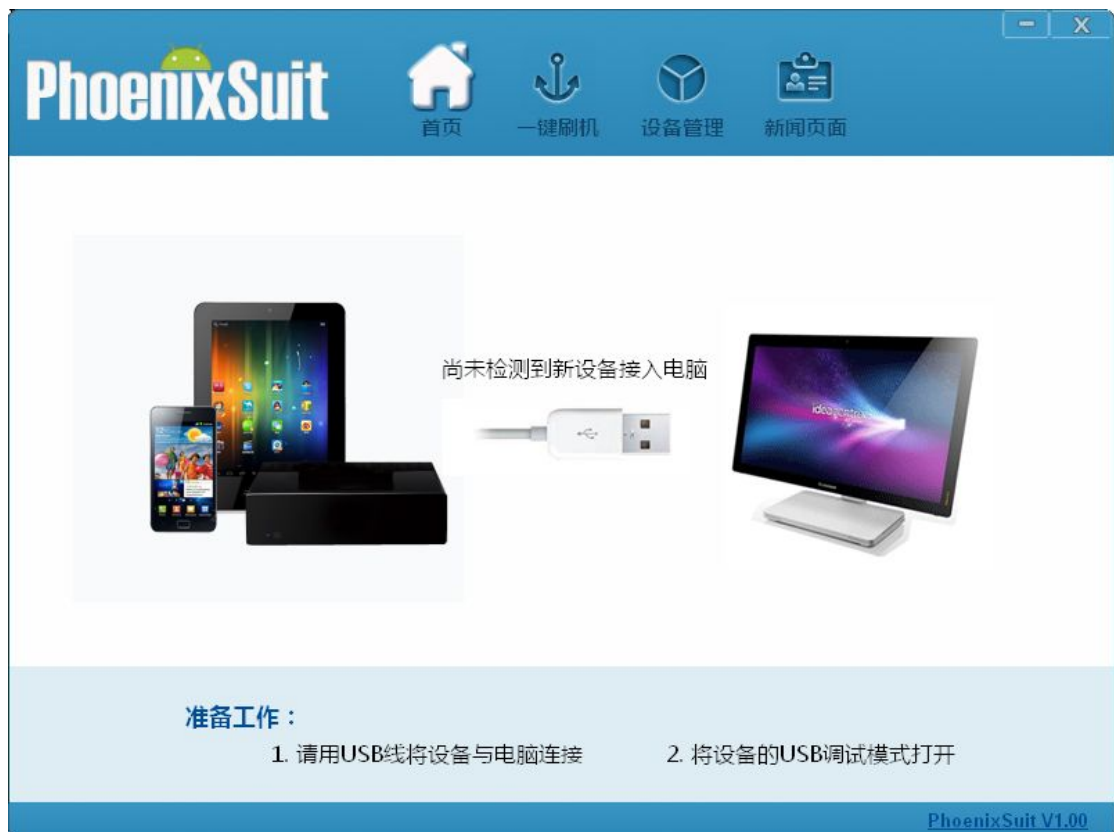 PhoenixSuit
首页
一键刷机
设备管理
新闻页面
尚未检测到新设备接入电脑
准备工作：
1. 请用USB线将设备与电脑连接
2. 将设备的USB调试模式打开
PhoenixSuit V1.00